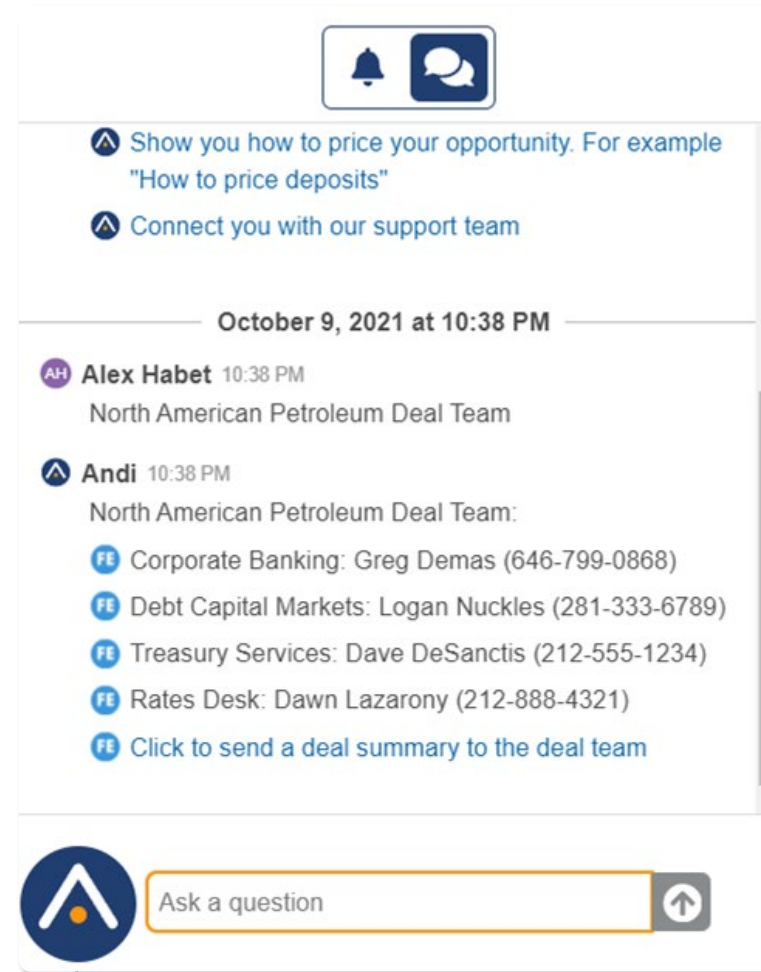 Show you how to price your opportunity. For example
"How to price deposits"
Connect you with our support team
October 9, 2021 at 10:38 PM
AH Alex Habet 10:38 PM
North American Petroleum Deal Team
Andi 10:38 PM
North American Petroleum Deal Team:
FE Corporate Banking: Greg Demas (646-799-0868)
FE Debt Capital Markets: Logan Nuckles (281-333-6789)
FE Treasury Services: Dave DeSanctis (212-555-1234)
FE Rates Desk: Dawn Lazarony (212-888-4321)
FE Click to send a deal summary to the deal team
Ask a question